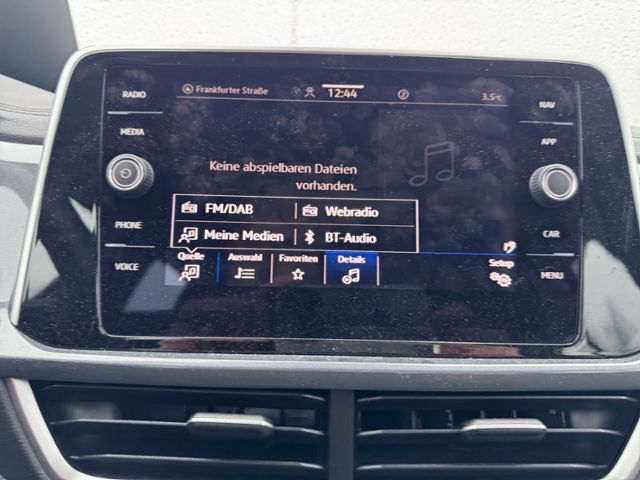 RADIO
MEDIA
PHONE
VOICE
Frankfurter Straße
12:44
3.5°C
Keine abspielbaren Dateien
vorhanden.
FM/DAB
Webradio
Meine Medien
BT-Audio
Quelle
Auswahl
Favoriten
Details
Setup
NAV
APP
CAR
MENU